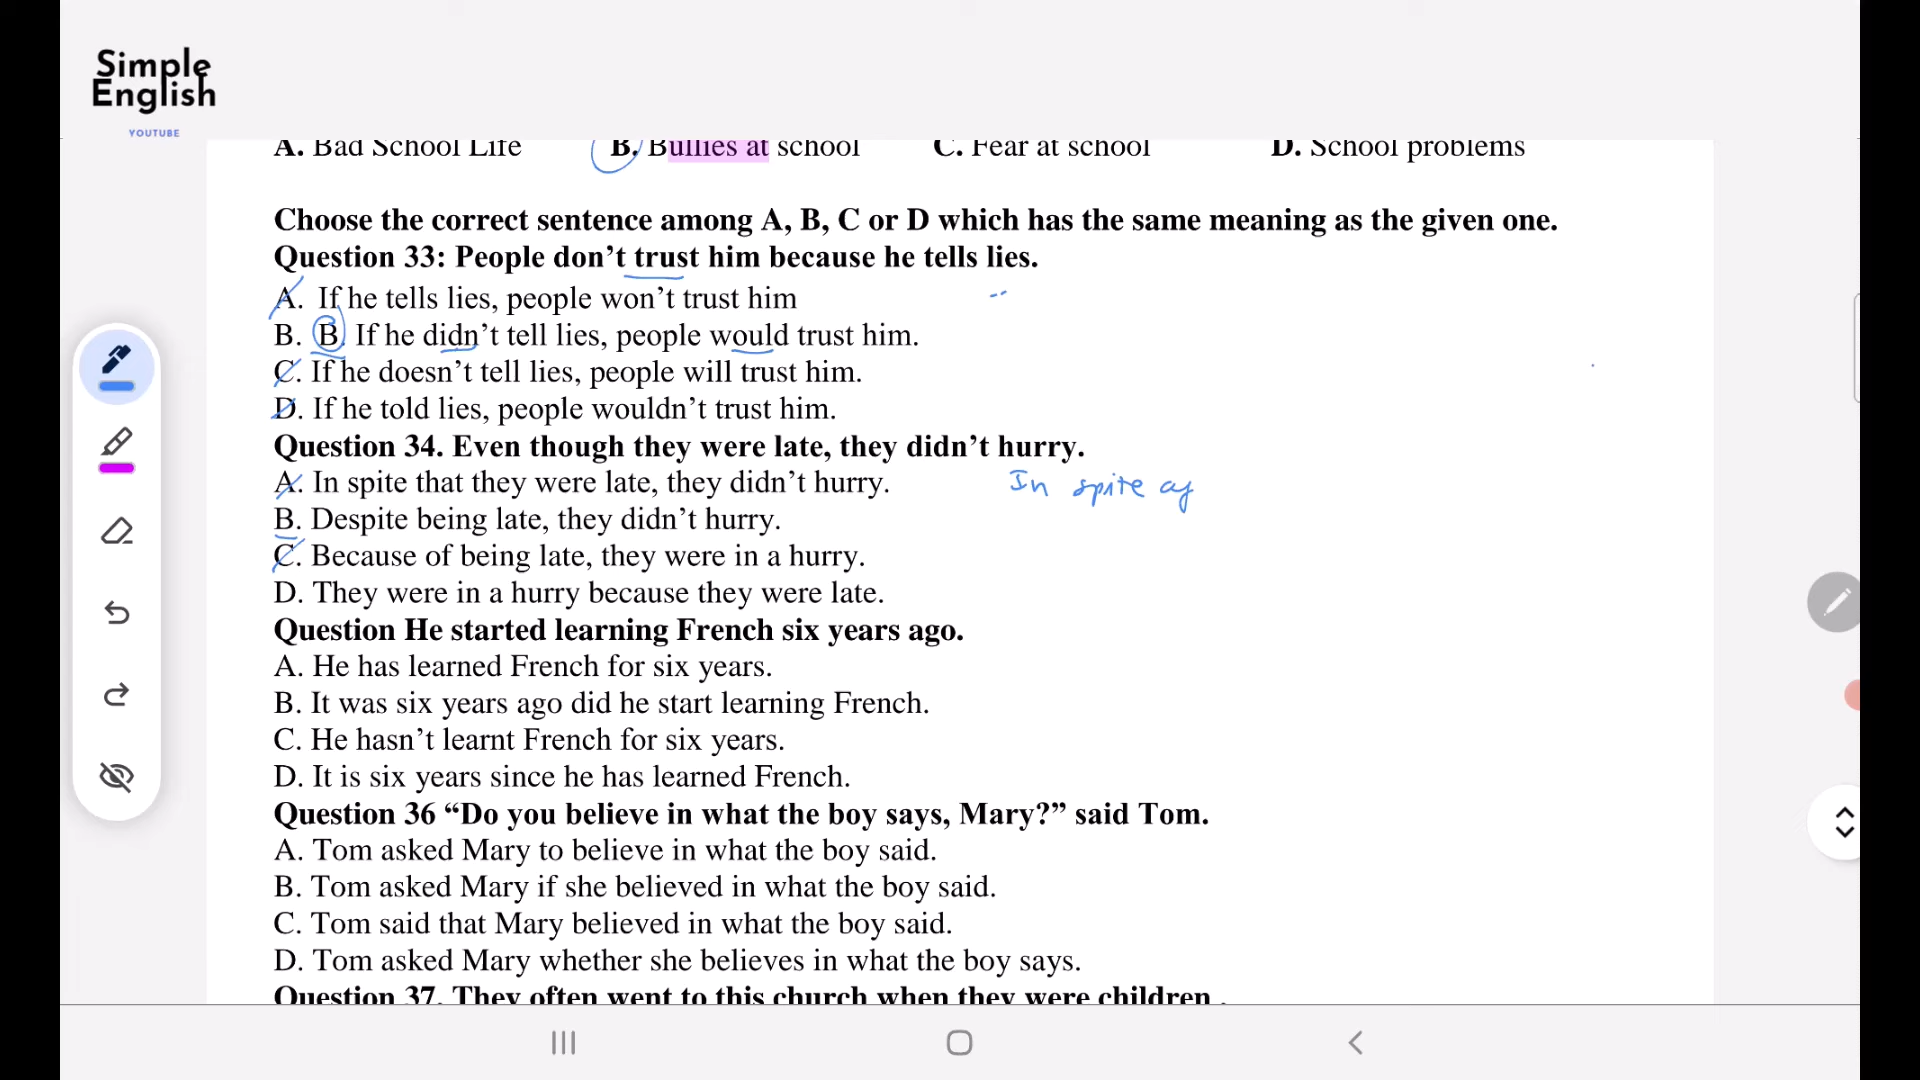 Simple
English
YOUTUBE
A. Bad School Life B. Bullies at school C. Fear at school D. School problems
Choose the correct sentence among A, B, C or D which has the same meaning as the given one.
Question 33: People don’t trust him because he tells lies.
A. If he tells lies, people won’t trust him
B. B. If he didn’t tell lies, people would trust him.
C. If he doesn’t tell lies, people will trust him.
D. If he told lies, people wouldn’t trust him.
Question 34. Even though they were late, they didn’t hurry.
A. In spite that they were late, they didn’t hurry. In spite of
B. Despite being late, they didn’t hurry.
C. Because of being late, they were in a hurry.
D. They were in a hurry because they were late.
Question He started learning French six years ago.
A. He has learned French for six years.
B. It was six years ago did he start learning French.
C. He hasn’t learnt French for six years.
D. It is six years since he has learned French.
Question 36 “Do you believe in what the boy says, Mary?” said Tom.
A. Tom asked Mary to believe in what the boy said.
B. Tom asked Mary if she believed in what the boy said.
C. Tom said that Mary believed in what the boy said.
D. Tom asked Mary whether she believes in what the boy says.
Question 37. They often went to this church when they were children .